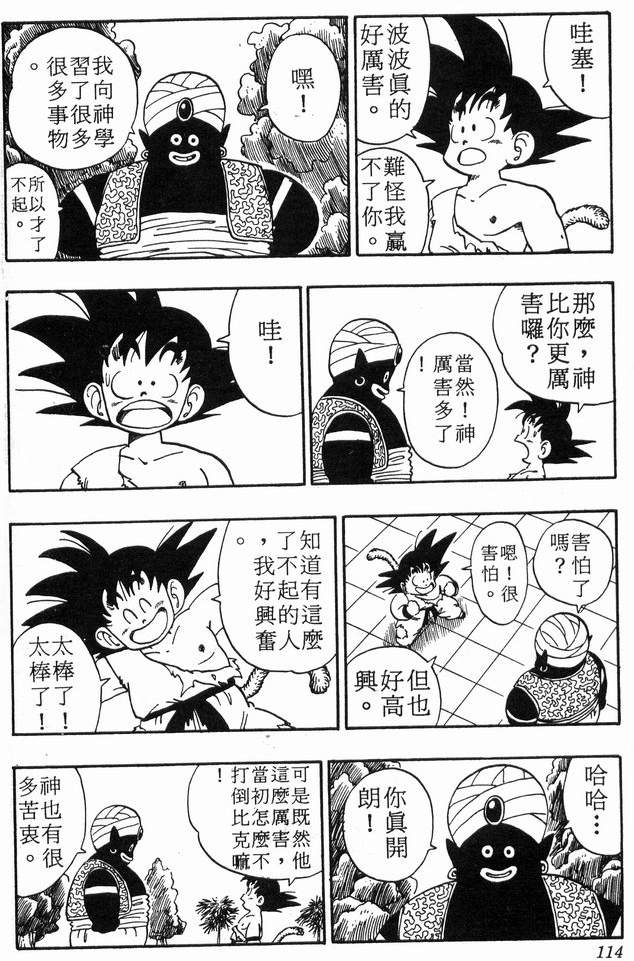 哇塞！
波波真的
好厲害。
難怪我贏
不了你。
嘿！
我向神學
習了很多
很多事物
。
所以才了
不起。
那麼，神
比你更厲
害囉？
當然！神
厲害多了
！
哇！
害怕了
嗎？
嗯！很
害怕。
但也
好高
興。
知道有這麼
了不起的人
，我好興奮
。
太棒了！
太棒了！
哈哈…
你真開
朗！
可是既然他
這麼厲害，
當初怎麼不
打倒比克嘛
！
神也有很
多苦衷。
114